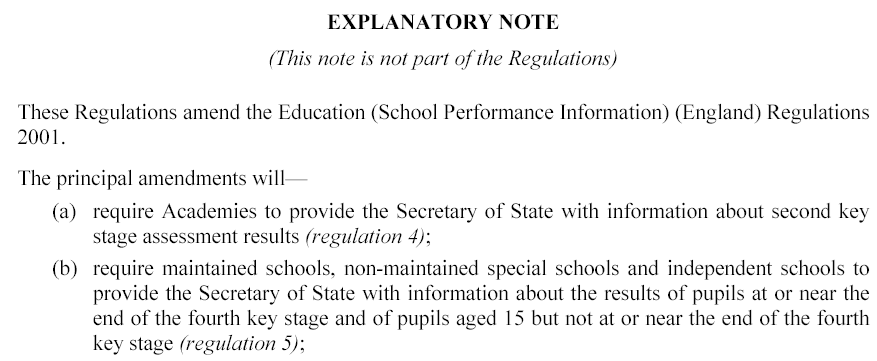 EXPLANATORY NOTE
(This note is not part of the Regulations)
These Regulations amend the Education (School Performance Information) (England) Regulations
2001.
The principal amendments will—
(a) require Academies to provide the Secretary of State with information about second key
stage assessment results (regulation 4);
(b) require maintained schools, non-maintained special schools and independent schools to
provide the Secretary of State with information about the results of pupils at or near the
end of the fourth key stage and of pupils aged 15 but not at or near the end of the fourth
key stage (regulation 5);